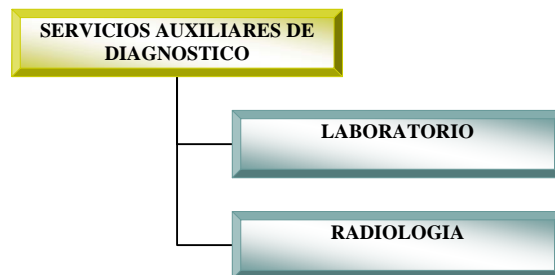 SERVICIOS AUXILIARES DE
DIAGNOSTICO
LABORATORIO
RADIOLOGIA